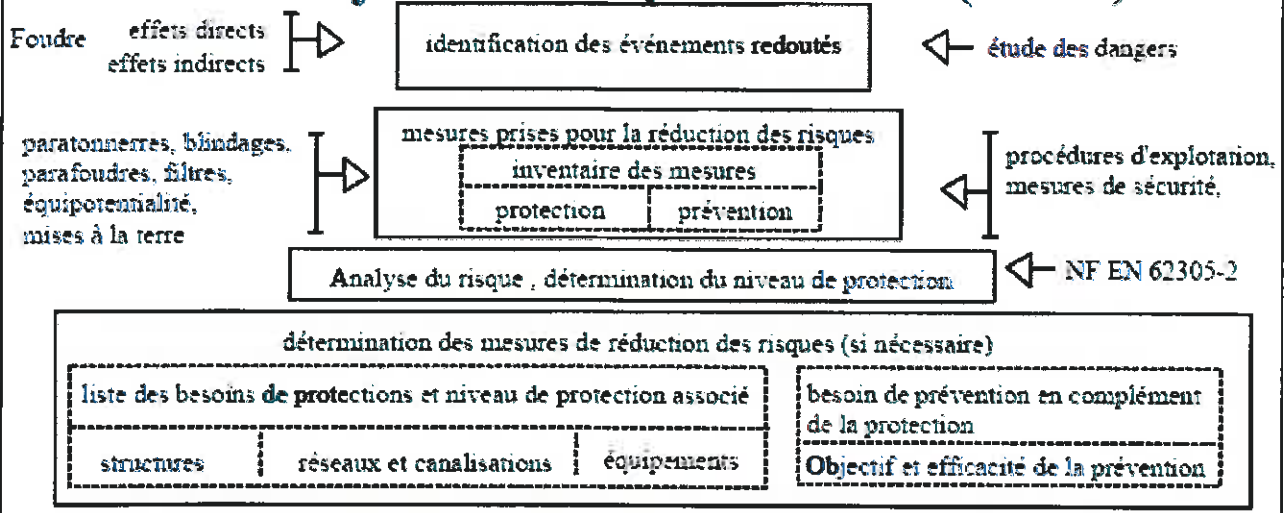 Foudre
effets directs
effets indirects
identification des événements redoutés
étude des dangers
paratonnerres, blindages,
parafoudres, filtres,
équipotentialité,
mises à la terre
mesures prises pour la réduction des risques
inventaire des mesures
protection
prévention
procédures d'explotation,
mesures de sécurité,
Analyse du risque , détermination du niveau de protection
NF EN 62305-2
détermination des mesures de réduction des risques (si nécessaire)
liste des besoins de protections et niveau de protection associé
structures
réseaux et canalisations
équipements
besoin de prévention en complément
de la protection
Objectif et efficacité de la prévention